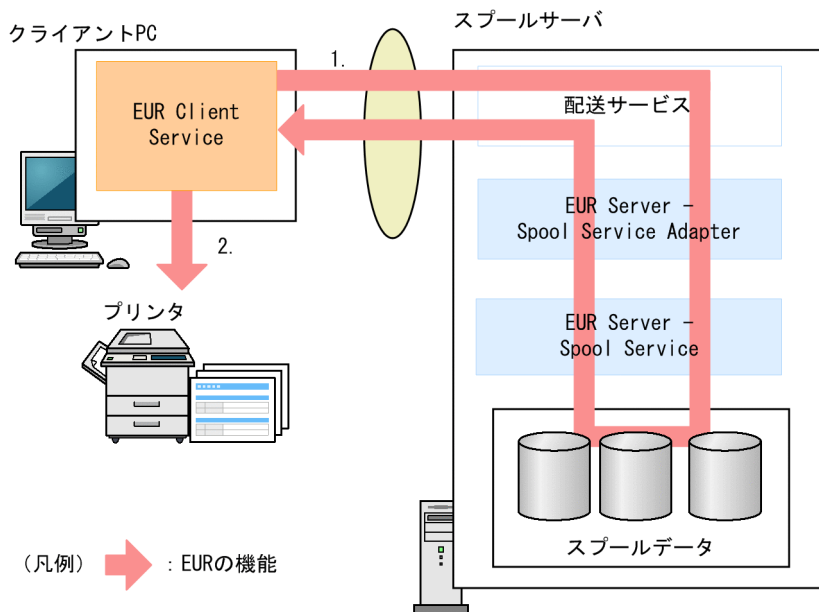 クライアントPC
スプールサーバ
1.
EUR Client
Service
配送サービス
EUR Server -
Spool Service Adapter
2.
プリンタ
EUR Server -
Spool Service
スプールデータ
(凡例) : EURの機能